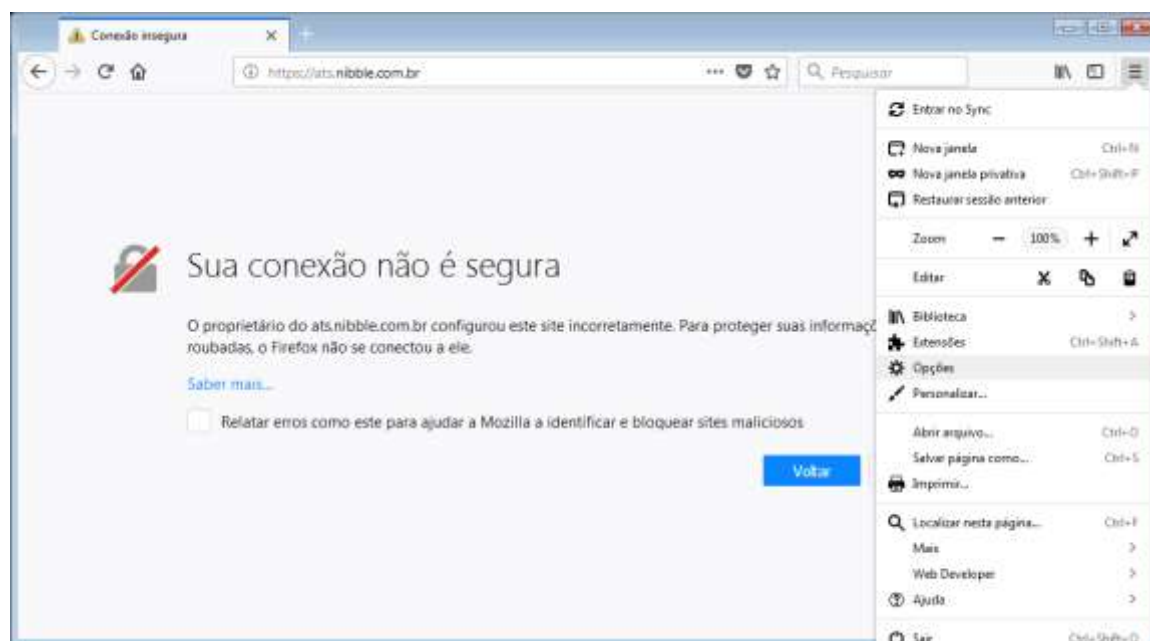 Conexão insegura
https://ats.nibble.com.br
Pesquisar
Entrar no Sync
Nova janela Ctrl+N
Nova janela privativa Ctrl+Shift+P
Restaurar sessão anterior
Zoom 100%
Editar
Sua conexão não é segura
O proprietário do ats.nibble.com.br configurou este site incorretamente. Para proteger suas
roubadas, o Firefox não se conectou a ele.
Saber mais...
Relatar erros como este para ajudar a Mozilla a identificar e bloquear sites maliciosos
Voltar
Biblioteca
Extensões Ctrl+Shift+A
Opções
Personalizar...
Abrir arquivo... Ctrl+O
Salvar página como... Ctrl+S
Imprimir...
Localizar nesta página... Ctrl+F
Mais
Web Developer
Ajuda
Sair Ctrl+Shift+Q